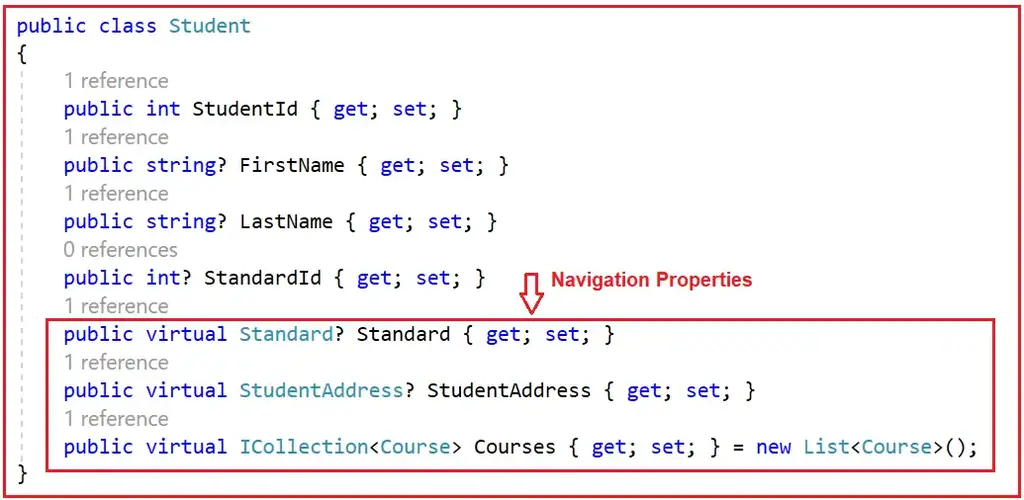 public class Student
{
1 reference
public int StudentId { get; set; }
1 reference
public string? FirstName { get; set; }
1 reference
public string? LastName { get; set; }
0 references
public int? StandardId { get; set; }
Navigation Properties
1 reference
public virtual Standard? Standard { get; set; }
1 reference
public virtual StudentAddress? StudentAddress { get; set; }
1 reference
public virtual ICollection<Course> Courses { get; set; } = new List<Course>();
}